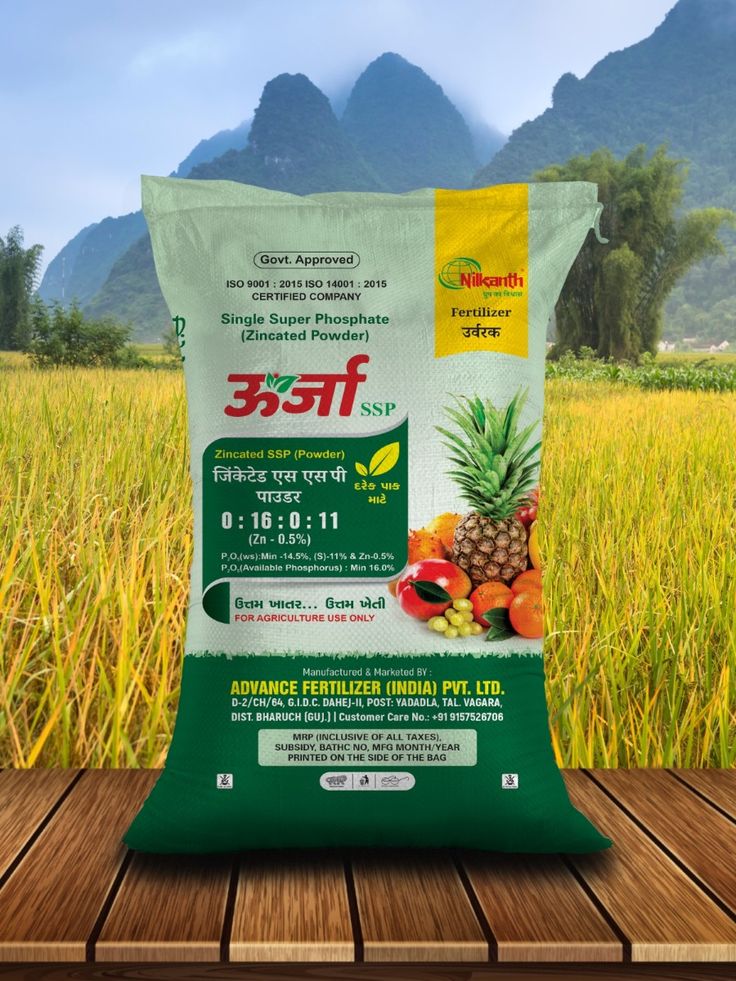 Govt. Approved
ISO 9001 : 2015 ISO 14001 : 2015
CERTIFIED COMPANY
Single Super Phosphate
(Zincated Powder)
Nilkanth
Fertilizer
उर्वरक
ऊर्जा SSP
Zincated SSP (Powder)
जिंकेटेड एस एस पी
पाउडर
દરેક પાક
માટે
0 : 16 : 0 : 11
(Zn - 0.5%)
P₂O₅(ws):Min -14.5%, (S)-11% & Zn-0.5%
P₂O₅(Available Phosphorus) : Min 16.0%
ઉત્તમ ખાતર... ઉત્તમ ખેતી
FOR AGRICULTURE USE ONLY
Manufactured & Marketed BY :
ADVANCE FERTILIZER (INDIA) PVT. LTD.
D-2/CH/64, G.I.D.C. DAHEJ-II, POST: YADADLA, TAL. VAGARA,
DIST. BHARUCH (GUJ.) | Customer Care No.: +91 9157526706
MRP (INCLUSIVE OF ALL TAXES),
SUBSIDY, BATHC NO, MFG MONTH/YEAR
PRINTED ON THE SIDE OF THE BAG